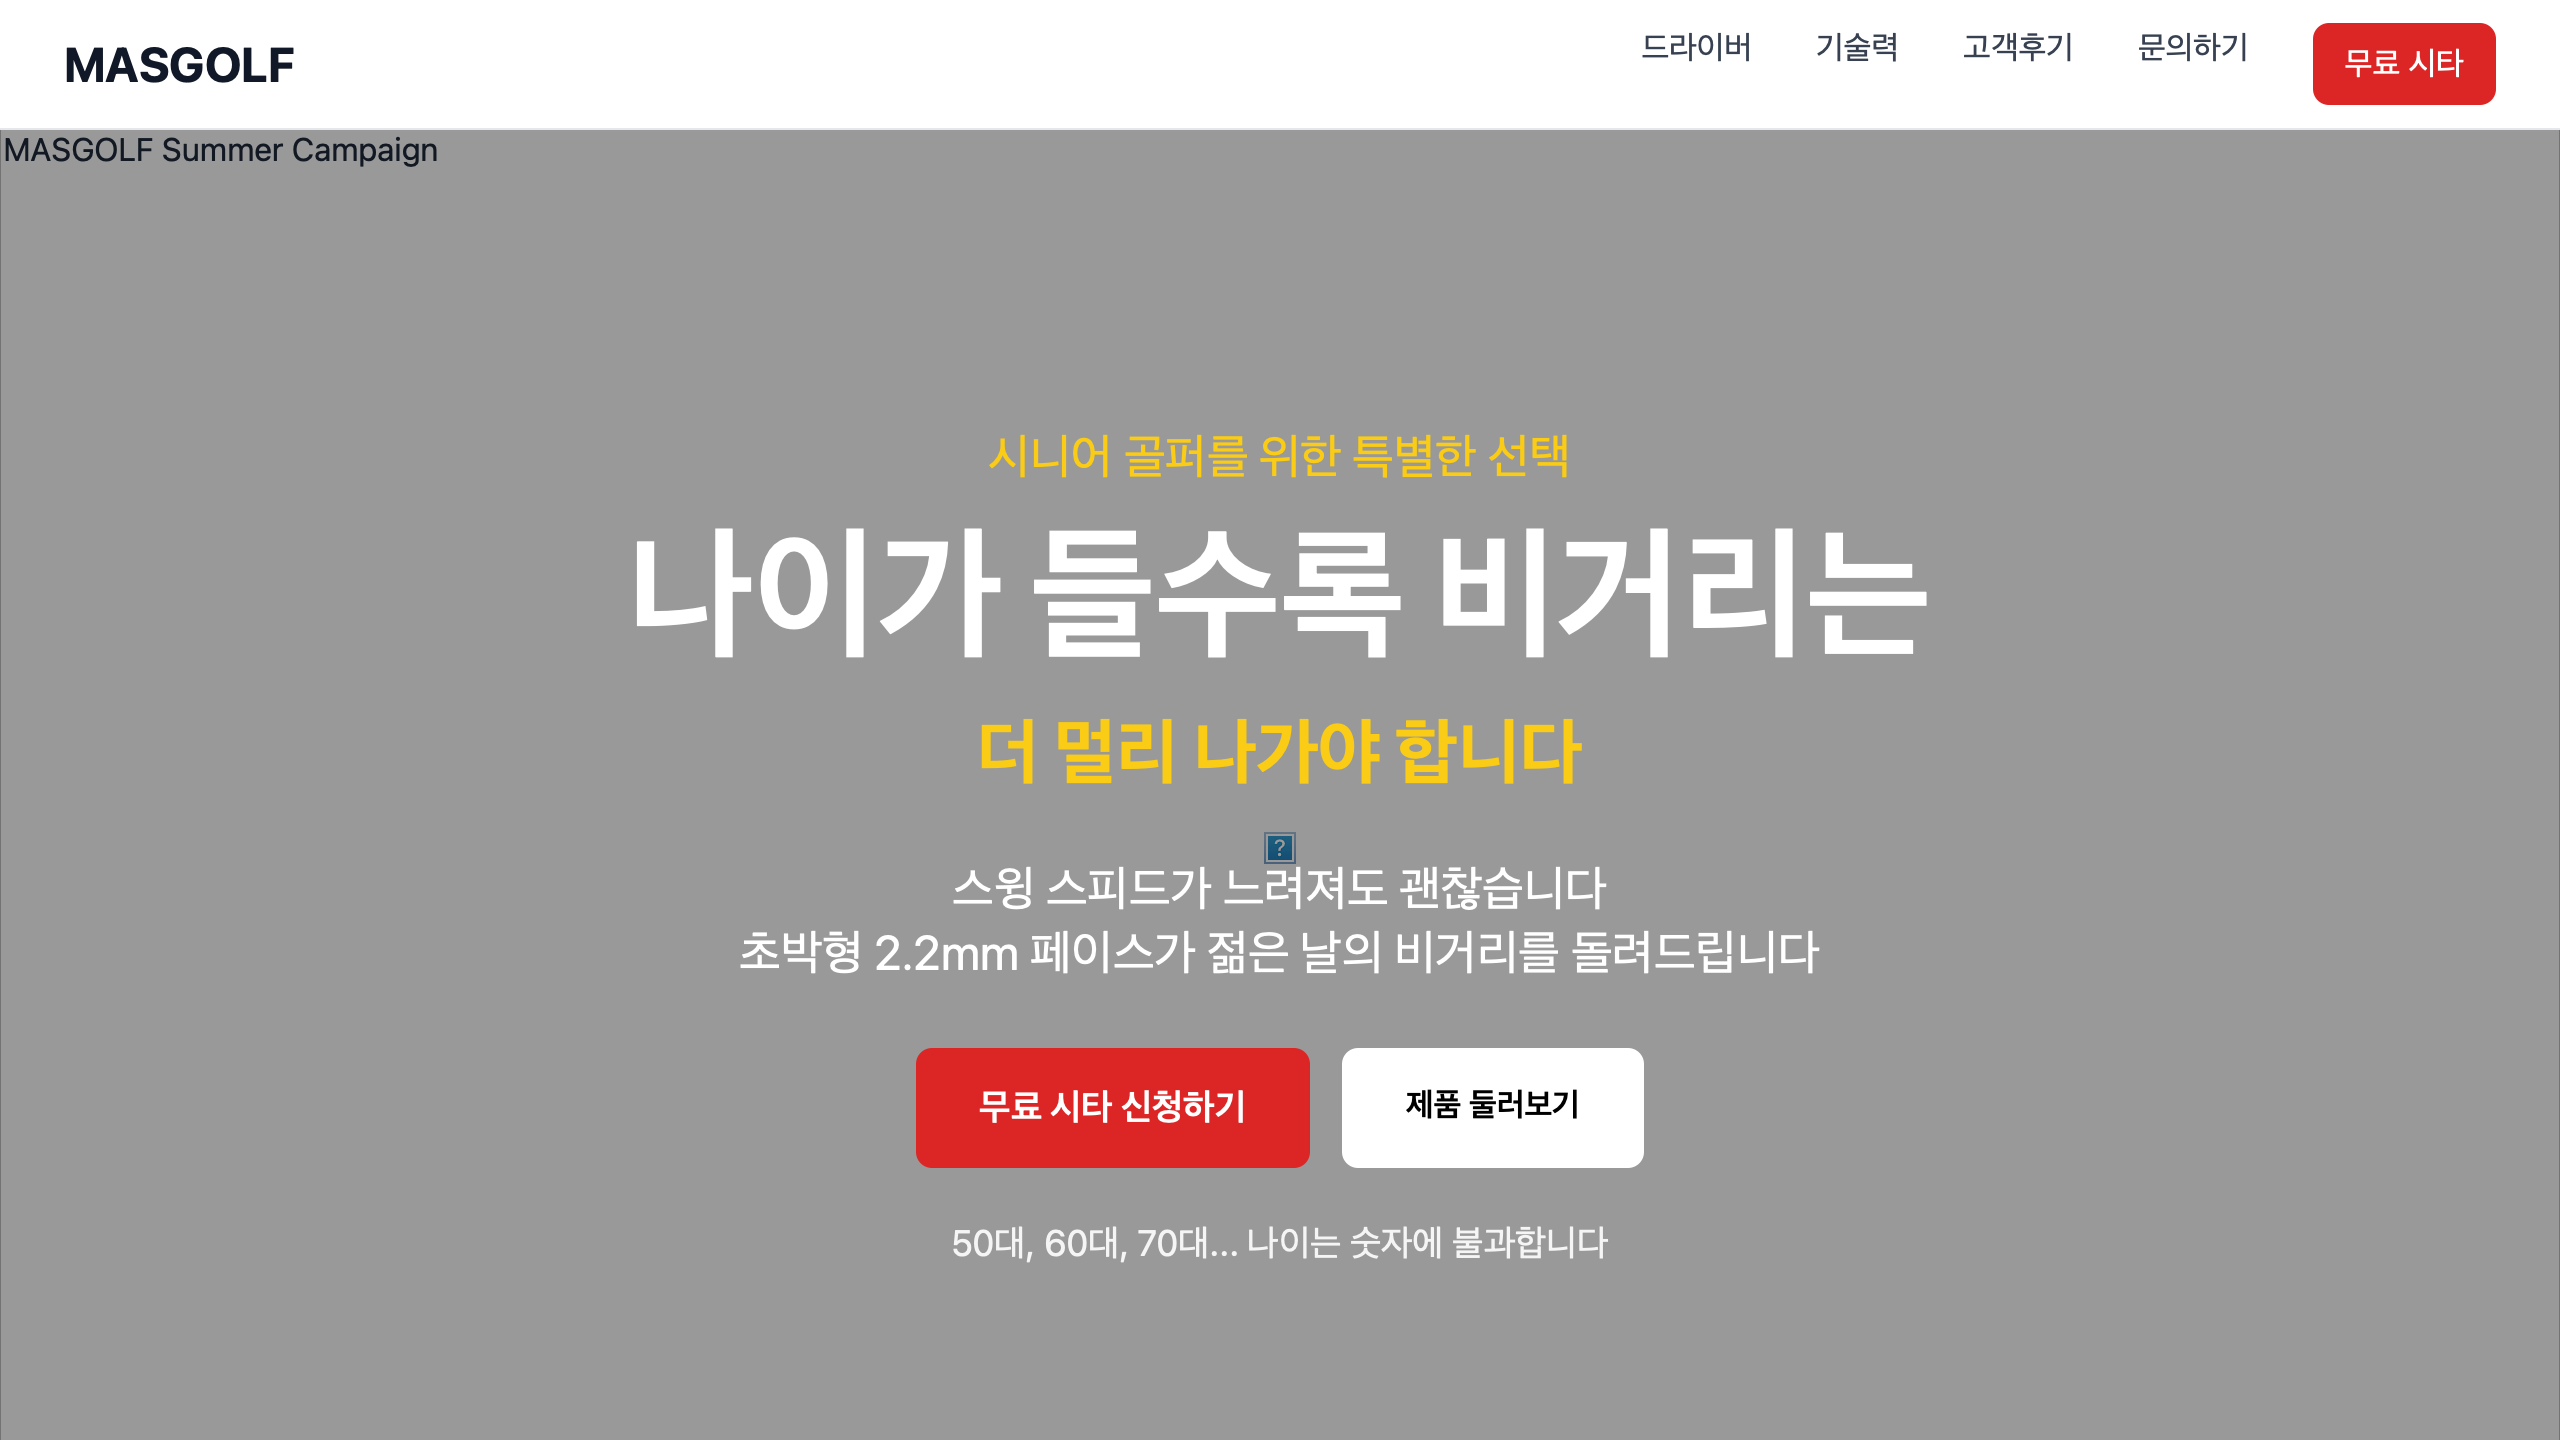 MASGOLF
드라이버 기술력 고객후기 문의하기 무료 시타
MASGOLF Summer Campaign
시니어 골퍼를 위한 특별한 선택
나이가 들수록 비거리는
더 멀리 나가야 합니다
?
스윙 스피드가 느려져도 괜찮습니다
초박형 2.2mm 페이스가 젊은 날의 비거리를 돌려드립니다
무료 시타 신청하기 제품 둘러보기
50대, 60대, 70대... 나이는 숫자에 불과합니다